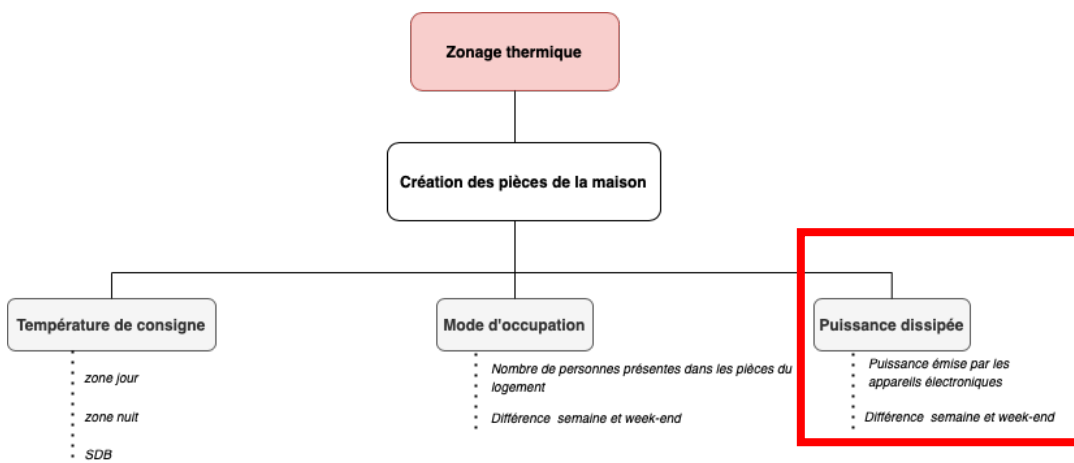 Zonage thermique
Création des pièces de la maison
Température de consigne
zone jour
zone nuit
SDB
Mode d'occupation
Nombre de personnes présentes dans les pièces du
logement
Différence semaine et week-end
Puissance dissipée
Puissance émise par les
appareils électroniques
Différence semaine et week-end